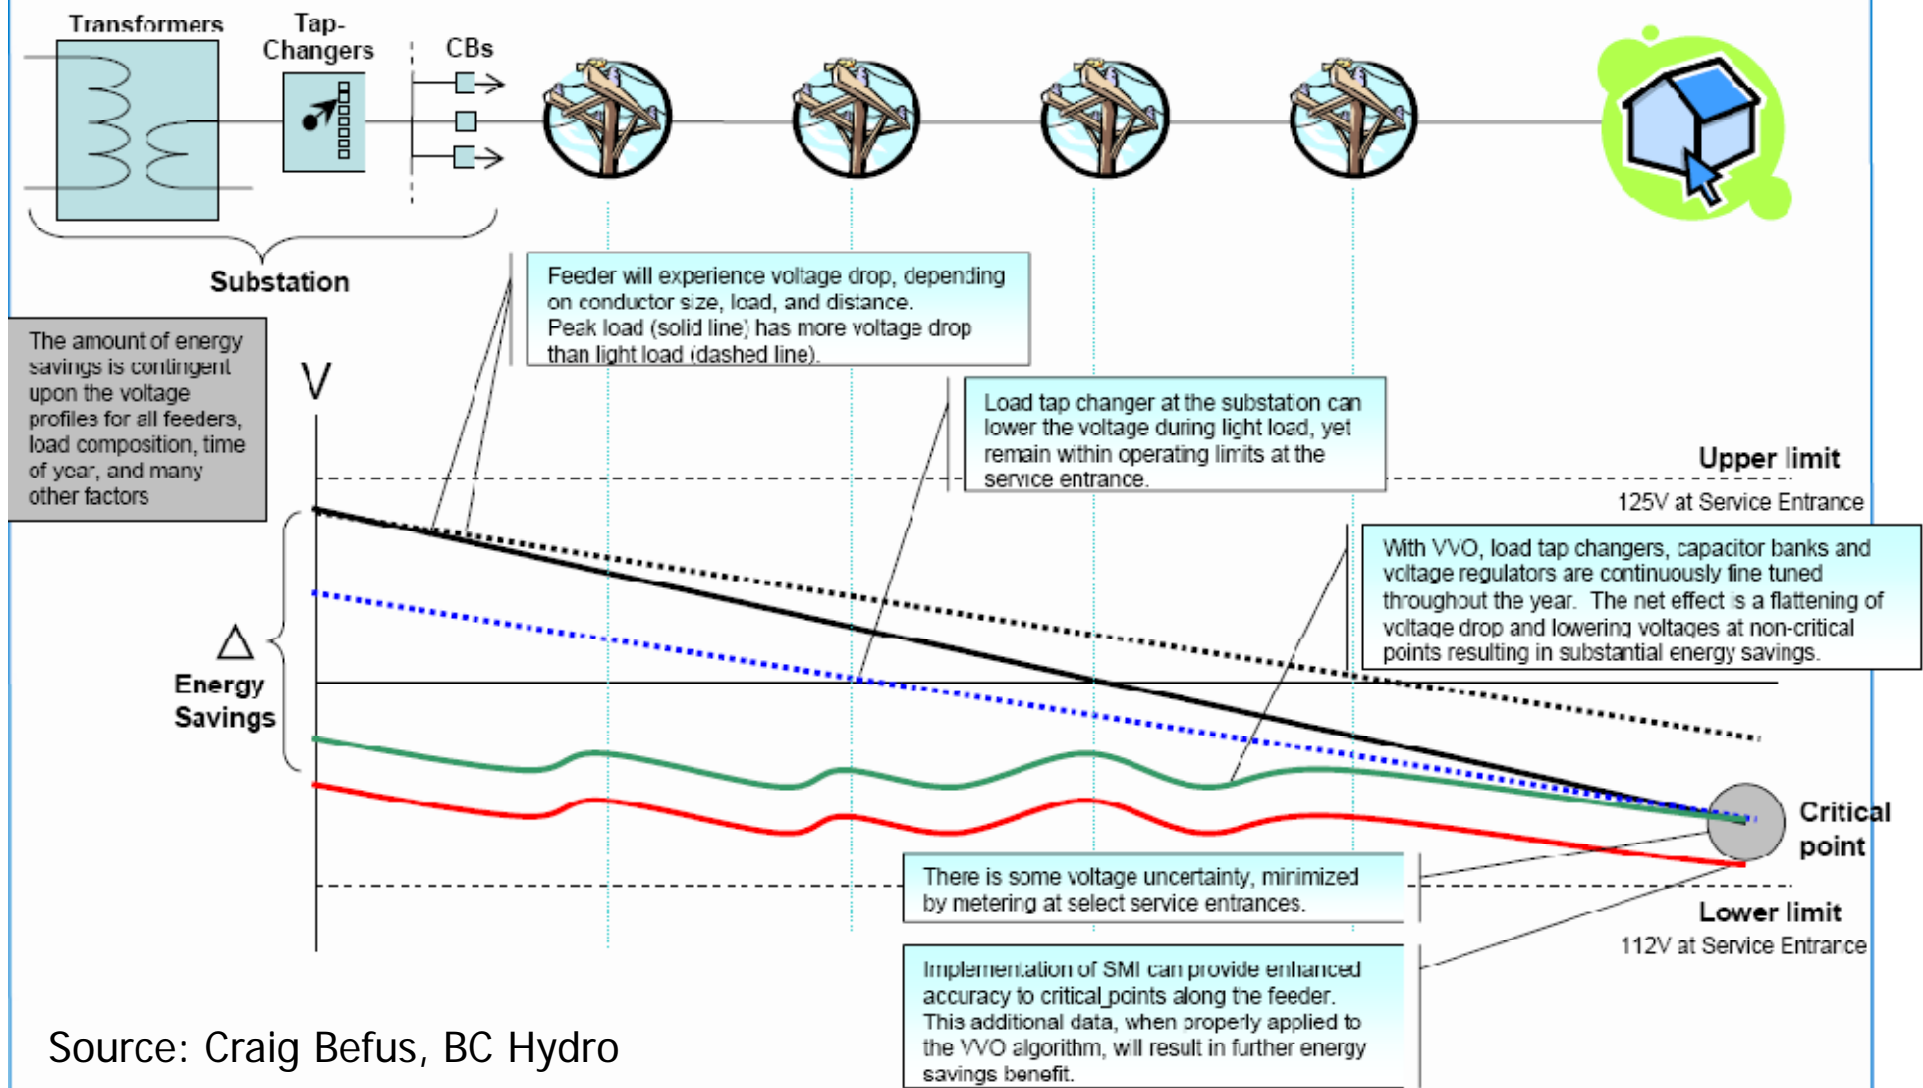 Transformers
Tap-
Changers
CBs
Substation
Feeder will experience voltage drop, depending
on conductor size, load, and distance.
Peak load (solid line) has more voltage drop
than light load (dashed line).
The amount of energy
savings is contingent
upon the voltage
profiles for all feeders,
load composition, time
of year, and many
other factors
V
Load tap changer at the substation can
lower the voltage during light load, yet
remain within operating limits at the
service entrance.
Upper limit
125V at Service Entrance
With VVO, load tap changers, capacitor banks and
voltage regulators are continuously fine tuned
throughout the year. The net effect is a flattening of
voltage drop and lowering voltages at non-critical
points resulting in substantial energy savings.
△
Energy
Savings
Critical
point
There is some voltage uncertainty, minimized
by metering at select service entrances.
Lower limit
112V at Service Entrance
Implementation of SMI can provide enhanced
accuracy to critical points along the feeder.
This additional data, when properly applied to
the VVO algorithm, will result in further energy
savings benefit.
Source: Craig Befus, BC Hydro